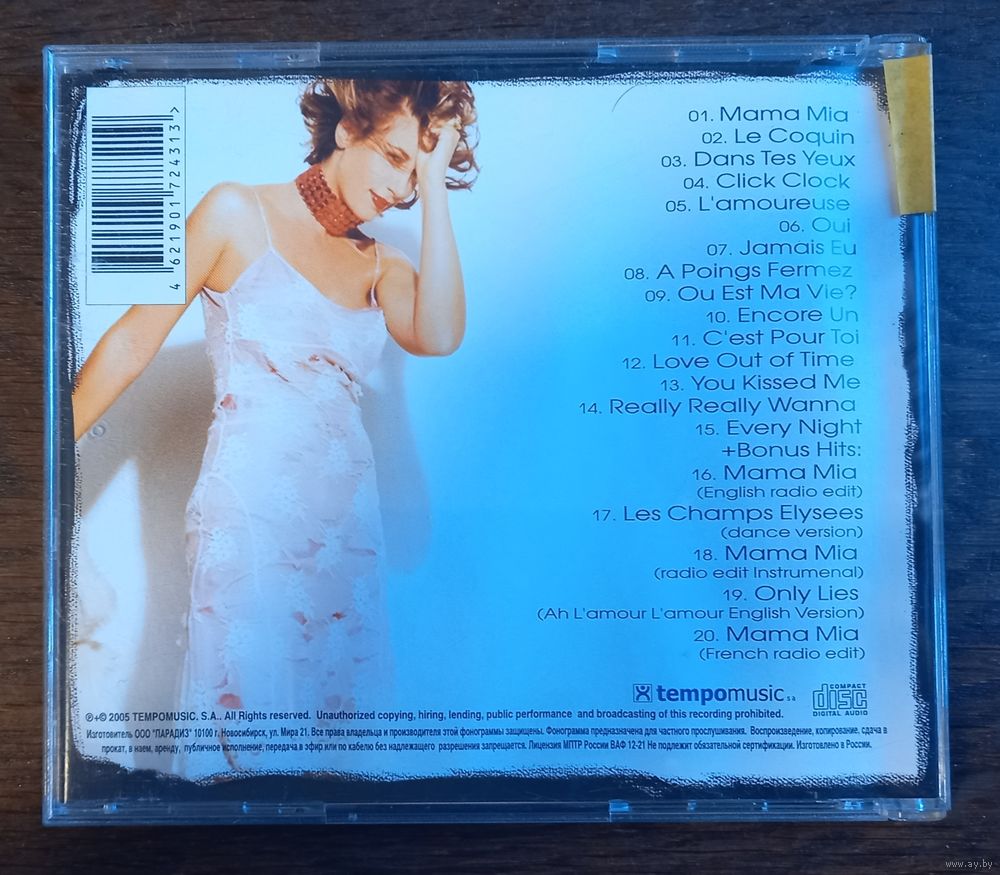 4 621901 724313 >
01. Mama Mia
02. Le Coquin
03. Dans Tes Yeux
04. Click Clock
05. L'amoureuse
06. Oui
07. Jamais Eu
08. A Poings Fermez
09. Ou Est Ma Vie?
10. Encore Un
11. C'est Pour Toi
12. Love Out of Time
13. You Kissed Me
14. Really Really Wanna
15. Every Night
+Bonus Hits:
16. Mama Mia
(English radio edit)
17. Les Champs Elysees
(dance version)
18. Mama Mia
(radio edit Instrumenal)
19. Only Lies
(Ah L'amour L'amour English Version)
20. Mama Mia
(French radio edit)
tempomusic sa
COMPACT
disc
DIGITAL AUDIO
℗+© 2005 TEMPOMUSIC, S.A.. All Rights reserved. Unauthorized copying, hiring, lending, public performance and broadcasting of this recording prohibited.
Изготовитель ООО "ПАРАДИЗ" 10100 г. Новосибирск, ул. Мира 21. Все права владельца и производителя этой фонограммы защищены. Фонограмма предназначена для частного прослушивания. Воспроизведение, копирование, сдача в
прокат, в наем, аренду, публичное исполнение, передача в эфир или по кабелю без надлежащего разрешения запрещается. Лицензия МПТР России ВАФ 12-21 Не подлежит обязательной сертификации. Изготовлено в России.
www.ay.by